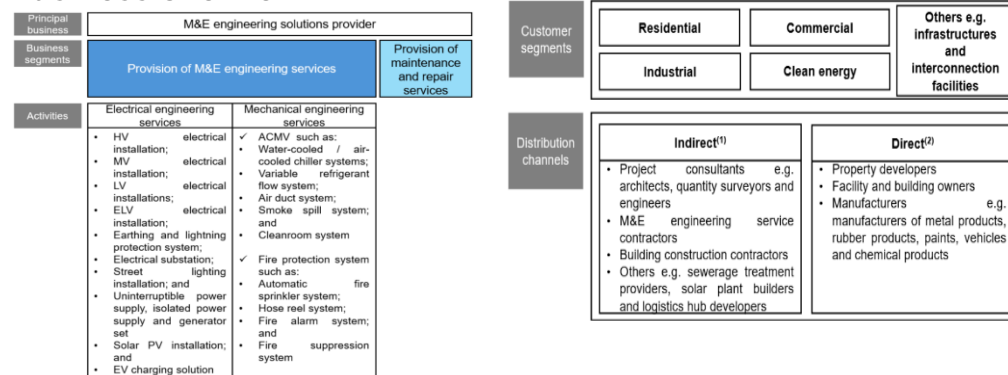 Principal
business
M&E engineering solutions provider
Business
segments
Provision of M&E engineering services
Provision of
maintenance
and repair
services
Activities
Electrical engineering
services
• HV electrical
installation;
• MV electrical
installation;
• LV electrical
installations;
• ELV electrical
installation;
• Earthing and lightning
protection system;
• Electrical substation;
• Street lighting
installation; and
• Uninterruptible power
supply, isolated power
supply and generator
set
• Solar PV installation;
and
• EV charging solution
Mechanical engineering
services
✓ ACMV such as:
• Water-cooled / air-
cooled chiller systems;
• Variable refrigerant
flow system;
• Air duct system;
• Smoke spill system;
and
• Cleanroom system
✓ Fire protection system
such as:
• Automatic fire
sprinkler system;
• Hose reel system;
• Fire alarm system;
and
• Fire suppression
system
Customer
segments
Residential
Commercial
Industrial
Clean energy
Others e.g.
infrastructures
and
interconnection
facilities
Distribution
channels
Indirect(1)
• Project consultants e.g.
architects, quantity surveyors and
engineers
• M&E engineering service
contractors
• Building construction contractors
• Others e.g. sewerage treatment
providers, solar plant builders
and logistics hub developers
Direct(2)
• Property developers
• Facility and building owners
• Manufacturers e.g.
manufacturers of metal products,
rubber products, paints, vehicles
and chemical products